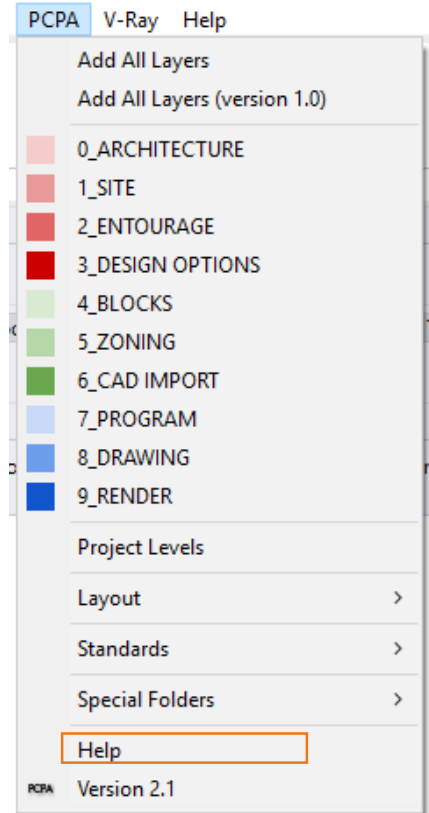 PCPA V-Ray Help
Add All Layers
Add All Layers (version 1.0)
0_ARCHITECTURE
1_SITE
2_ENTOURAGE
3_DESIGN OPTIONS
4_BLOCKS
5_ZONING
6_CAD IMPORT
7_PROGRAM
8_DRAWING
9_RENDER
Project Levels
Layout
Standards
Special Folders
Help
PCPA Version 2.1